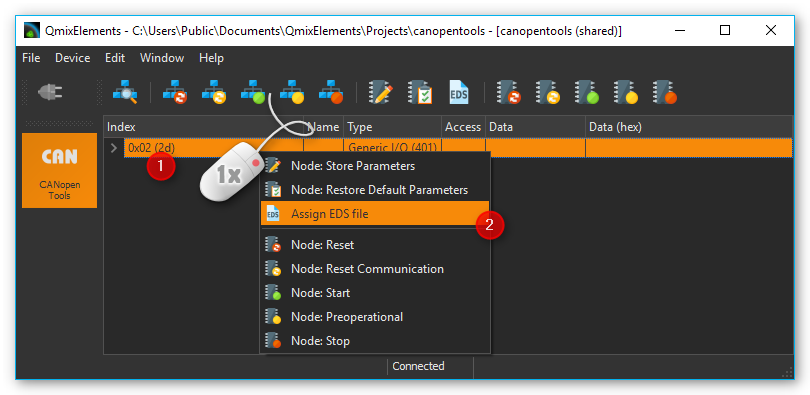 QmixElements - C:\Users\Public\Documents\QmixElements\Projects\canopentools - [canopentools (shared)]
File Device Edit Window Help
EDS
Index Name Type Access Data Data (hex)
0x02 (2d) Generic I/O (401)
CAN
CANopen
Tools
1
1x
Node: Store Parameters
Node: Restore Default Parameters
EDS Assign EDS file
2
Node: Reset
Node: Reset Communication
Node: Start
Node: Preoperational
Node: Stop
Connected